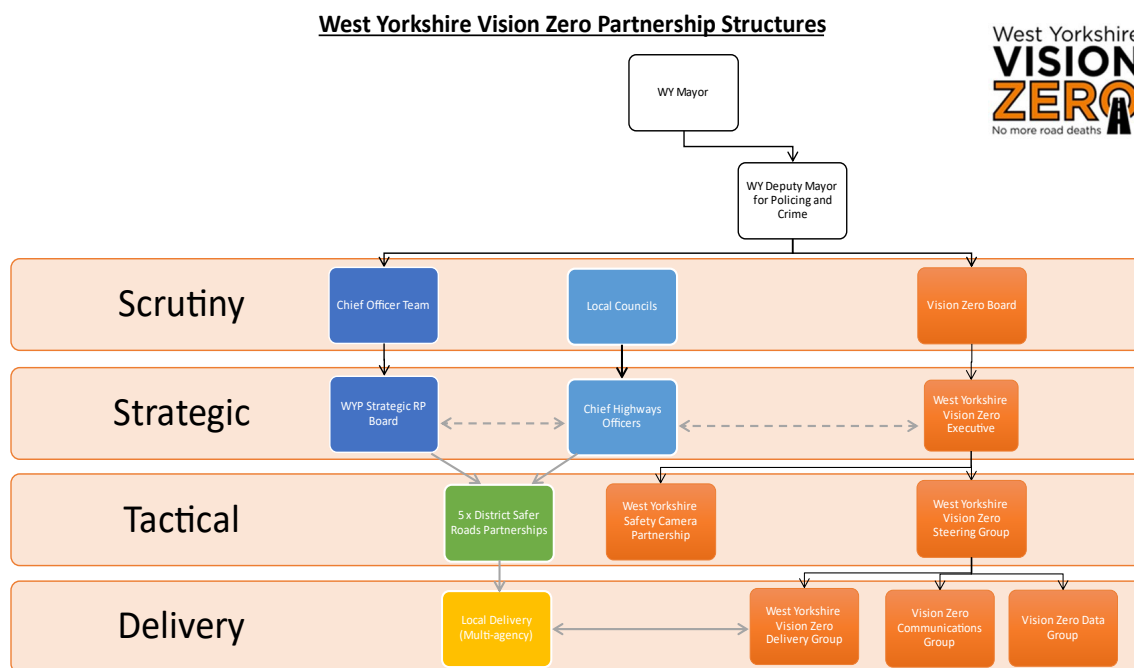 West Yorkshire Vision Zero Partnership Structures
West Yorkshire
VISION
ZERO
No more road deaths
WY Mayor
WY Deputy Mayor
for Policing and
Crime
Scrutiny
Chief Officer Team
Local Councils
Vision Zero Board
Strategic
WYP Strategic RP
Board
Chief Highways
Officers
West Yorkshire
Vision Zero
Executive
Tactical
5 x District Safer
Roads Partnerships
West Yorkshire
Safety Camera
Partnership
West Yorkshire
Vision Zero
Steering Group
Delivery
Local Delivery
(Multi-agency)
West Yorkshire
Vision Zero
Delivery Group
Vision Zero
Communications
Group
Vision Zero Data
Group